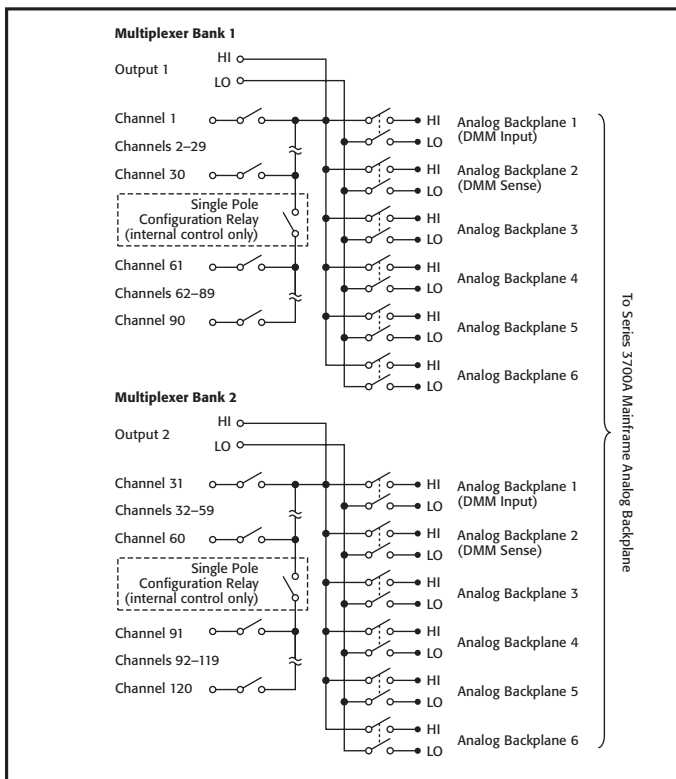 Multiplexer Bank 1
HI
Output 1
LO
Channel 1
HI
Analog Backplane 1
(DMM Input)
LO
Channels 2–29
HI
Analog Backplane 2
(DMM Sense)
LO
Channel 30
Single Pole
Configuration Relay
(internal control only)
HI
Analog Backplane 3
LO
Channel 61
HI
Analog Backplane 4
LO
Channels 62–89
Channel 90
HI
Analog Backplane 5
LO
HI
Analog Backplane 6
LO
To Series 3700A Mainframe Analog Backplane
Multiplexer Bank 2
HI
Output 2
LO
Channel 31
HI
Analog Backplane 1
(DMM Input)
LO
Channels 32–59
HI
Analog Backplane 2
(DMM Sense)
LO
Channel 60
Single Pole
Configuration Relay
(internal control only)
HI
Analog Backplane 3
LO
Channel 91
HI
Analog Backplane 4
LO
Channels 92–119
Channel 120
HI
Analog Backplane 5
LO
HI
Analog Backplane 6
LO